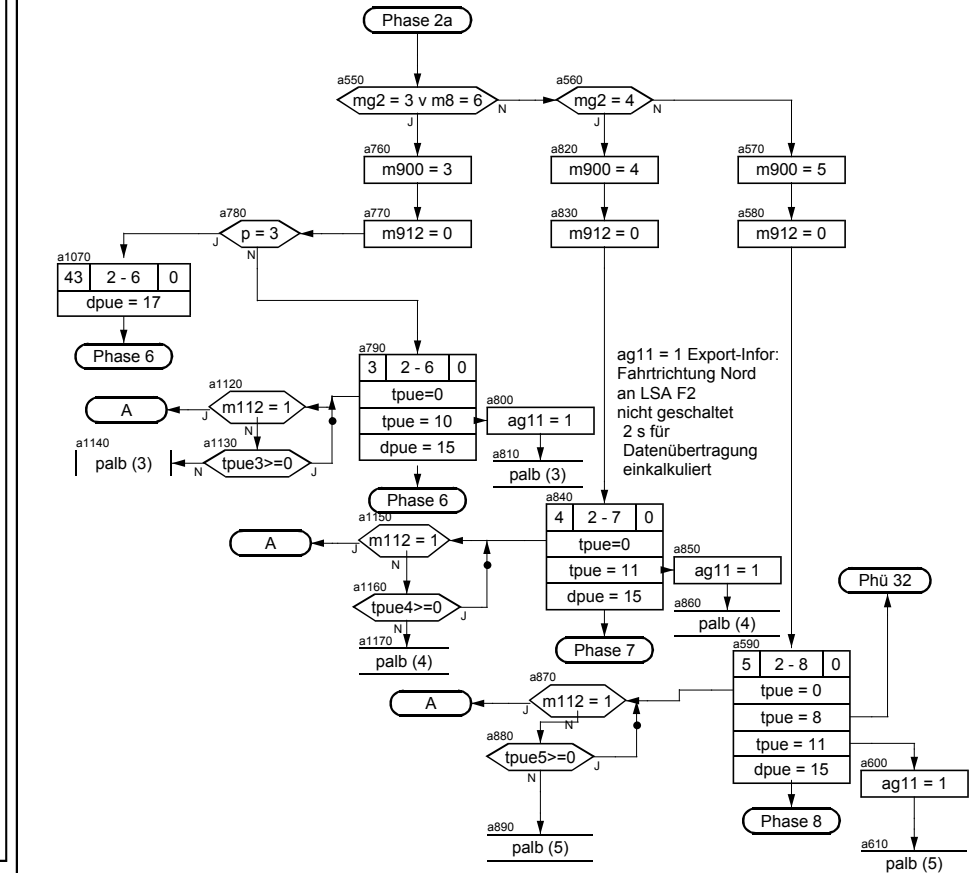 Phase 2a
a550
mg2 = 3 v m8 = 6
N
J
a560
mg2 = 4
N
J
a760
m900 = 3
a820
m900 = 4
a570
m900 = 5
a780
p = 3
J
N
a770
m912 = 0
a830
m912 = 0
a580
m912 = 0
a1070
43 2 - 6 0
dpue = 17
Phase 6
a790
3 2 - 6 0
tpue=0
tpue = 10
dpue = 15
Phase 6
a1120
m112 = 1
J
N
A
a1130
tpue3>=0
N
J
a1140
palb (3)
a800
ag11 = 1
a810
palb (3)
ag11 = 1 Export-Infor:
Fahrtrichtung Nord
an LSA F2
nicht geschaltet
2 s für
Datenübertragung
einkalkuliert
a840
4 2 - 7 0
tpue=0
tpue = 11
dpue = 15
Phase 7
a1150
m112 = 1
J
N
A
a1160
tpue4>=0
J
N
a1170
palb (4)
a850
ag11 = 1
a860
palb (4)
Phü 32
a590
5 2 - 8 0
tpue = 0
tpue = 8
tpue = 11
dpue = 15
Phase 8
a870
m112 = 1
J
N
A
a880
tpue5>=0
J
N
a890
palb (5)
a600
ag11 = 1
a610
palb (5)